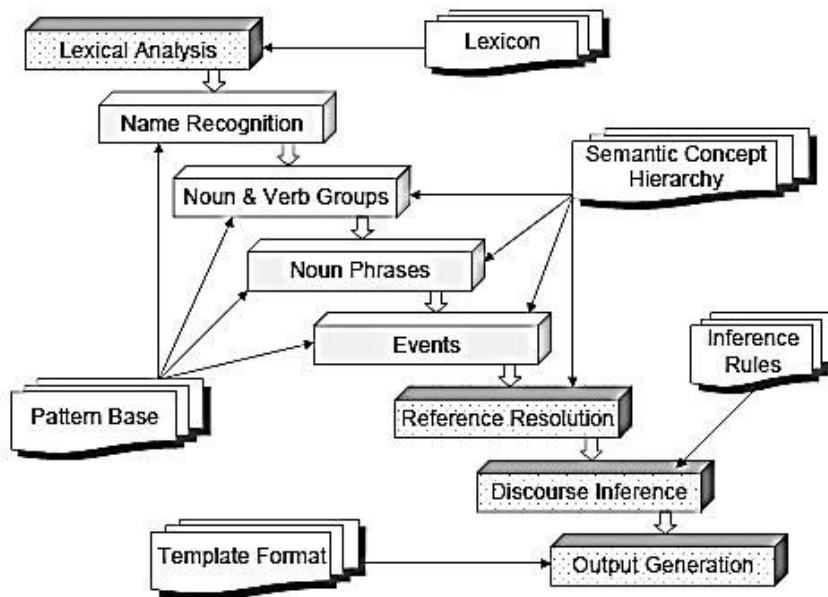 Lexical Analysis
Lexicon
Name Recognition
Semantic Concept
Hierarchy
Noun & Verb Groups
Noun Phrases
Events
Inference
Rules
Pattern Base
Reference Resolution
Discourse Inference
Template Format
Output Generation